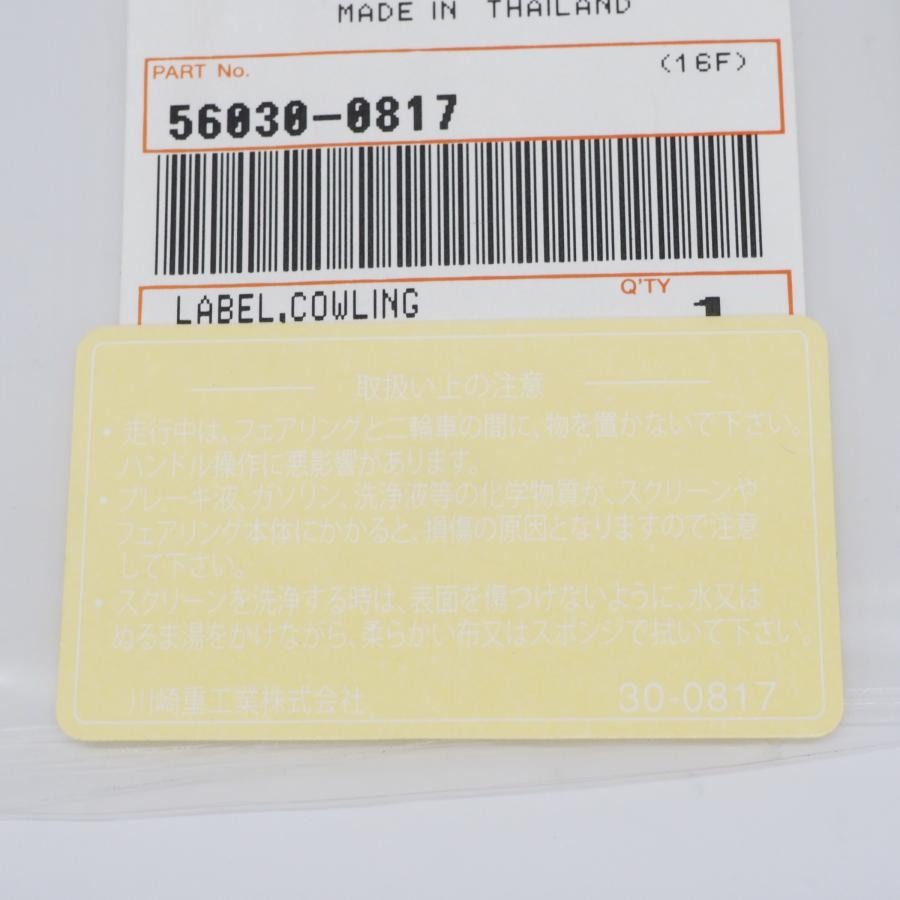 MADE IN THAILAND
PART No.
(16F)
56030-0817
LABEL,COWLING
Q'TY
1
取扱い上の注意
・走行中は、フェアリングと二輪車の間に、物を置かないで下さい。
ハンドル操作に悪影響があります。
・ブレーキ液、ガソリン、洗浄液等の化学物質が、スクリーンや
フェアリング本体にかかると、損傷の原因となりますので注意
して下さい。
・スクリーンを洗浄する時は、表面を傷つけないように、水又は
ぬるま湯をかけながら、柔らかい布又はスポンジで拭いて下さい。
川崎重工業株式会社
30-0817